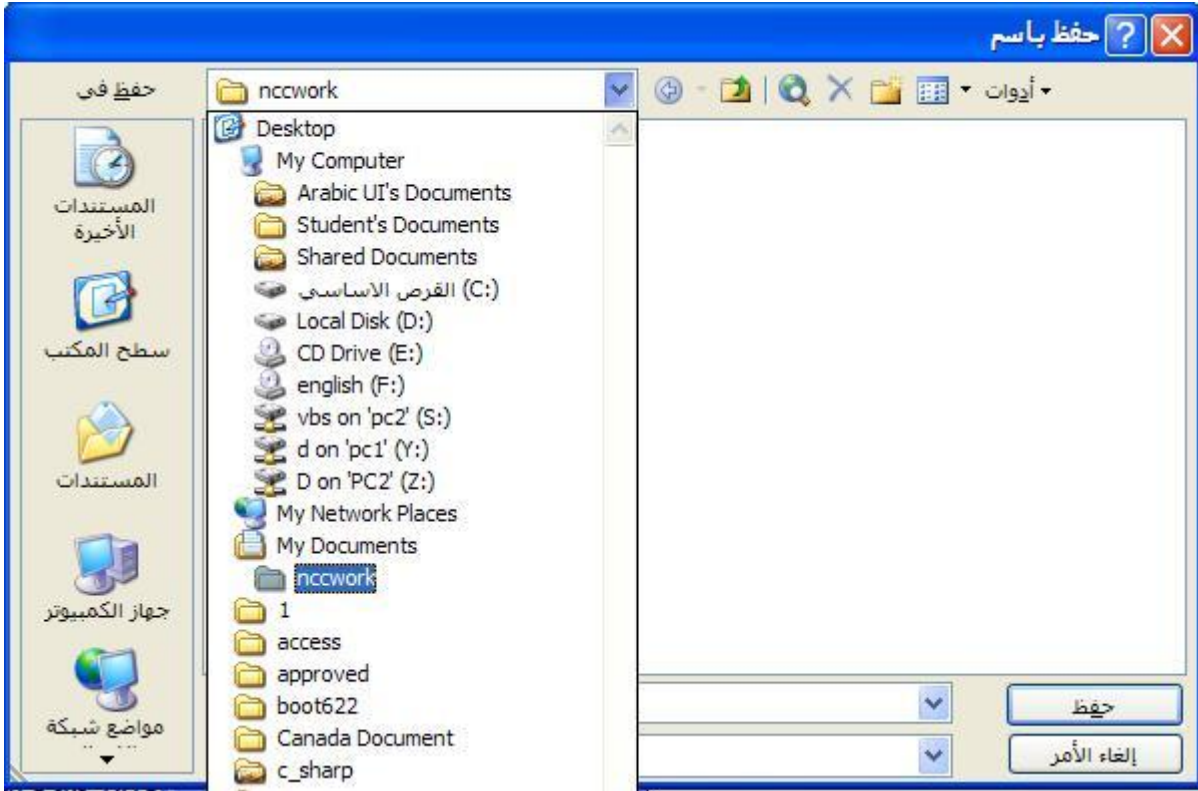 حفظ باسم
حفظ في
nccwork
أدوات
Desktop
My Computer
Arabic UI's Documents
Student's Documents
Shared Documents
القرص الاساسي (C:)
Local Disk (D:)
CD Drive (E:)
english (F:)
vbs on 'pc2' (S:)
d on 'pc1' (Y:)
D on 'PC2' (Z:)
My Network Places
My Documents
nccwork
1
access
approved
boot622
Canada Document
c_sharp
المستندات
الأخيرة
سطح المكتب
المستندات
جهاز الكمبيوتر
مواضع شبكة
حفظ
إلغاء الأمر